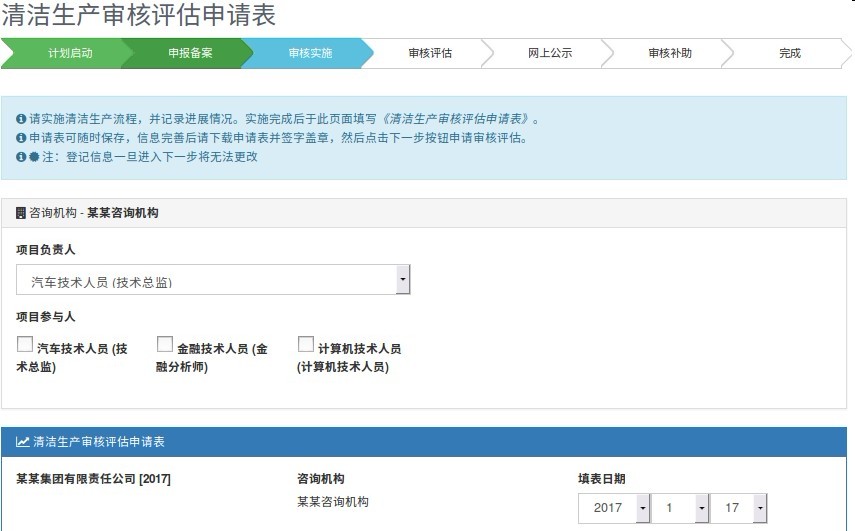 清洁生产审核评估申请表
计划启动 申报备案 审核实施 审核评估 网上公示 审核补助 完成
请实施清洁生产流程，并记录进展情况。实施完成后于此页面填写《清洁生产审核评估申请表》。
申请表可随时保存，信息完善后请下载申请表并签字盖章，然后点击下一步按钮申请审核评估。
注：登记信息一旦进入下一步将无法更改
咨询机构 - 某某咨询机构
项目负责人
汽车技术人员 (技术总监)
项目参与人
汽车技术人员 (技 金融技术人员 (金 计算机技术人员
术总监) 融分析师) (计算机技术人员)
清洁生产审核评估申请表
某某集团有限责任公司 [2017] 咨询机构 填表日期
某某咨询机构 2017 1 17